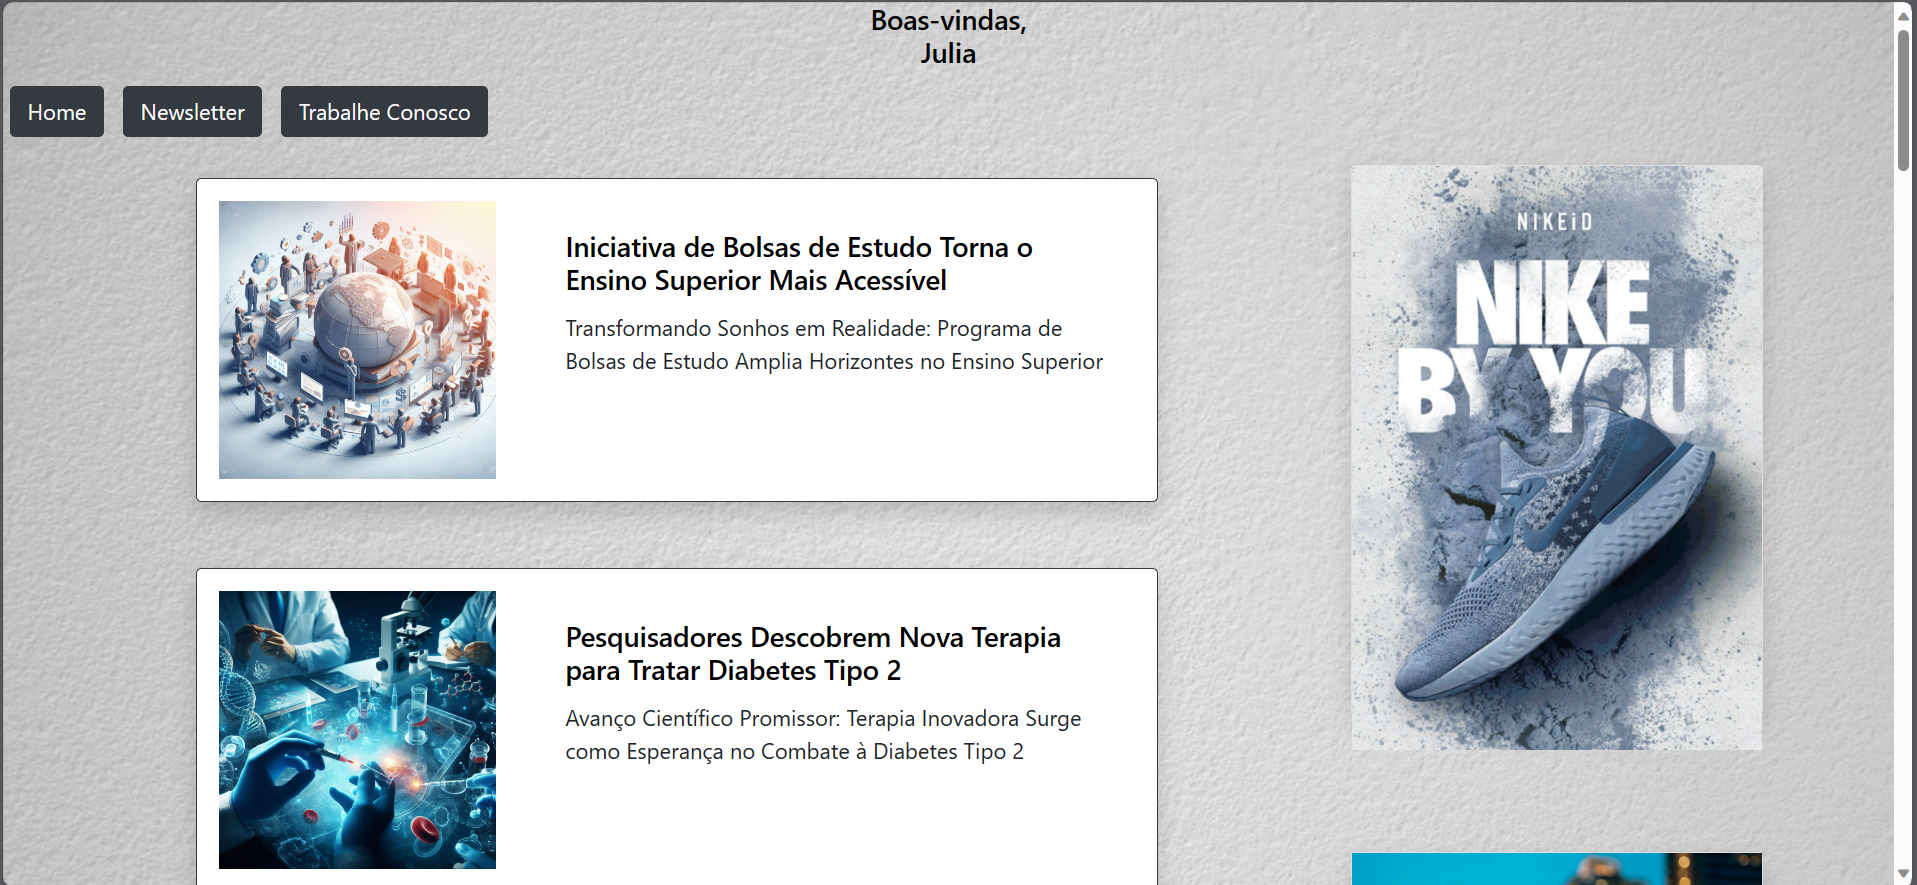 Boas-vindas,
Julia
Home
Newsletter
Trabalhe Conosco
Iniciativa de Bolsas de Estudo Torna o
Ensino Superior Mais Acessível
Transformando Sonhos em Realidade: Programa de
Bolsas de Estudo Amplia Horizontes no Ensino Superior
NIKEiD
NIKE
BY YOU
Pesquisadores Descobrem Nova Terapia
para Tratar Diabetes Tipo 2
Avanço Científico Promissor: Terapia Inovadora Surge
como Esperança no Combate à Diabetes Tipo 2